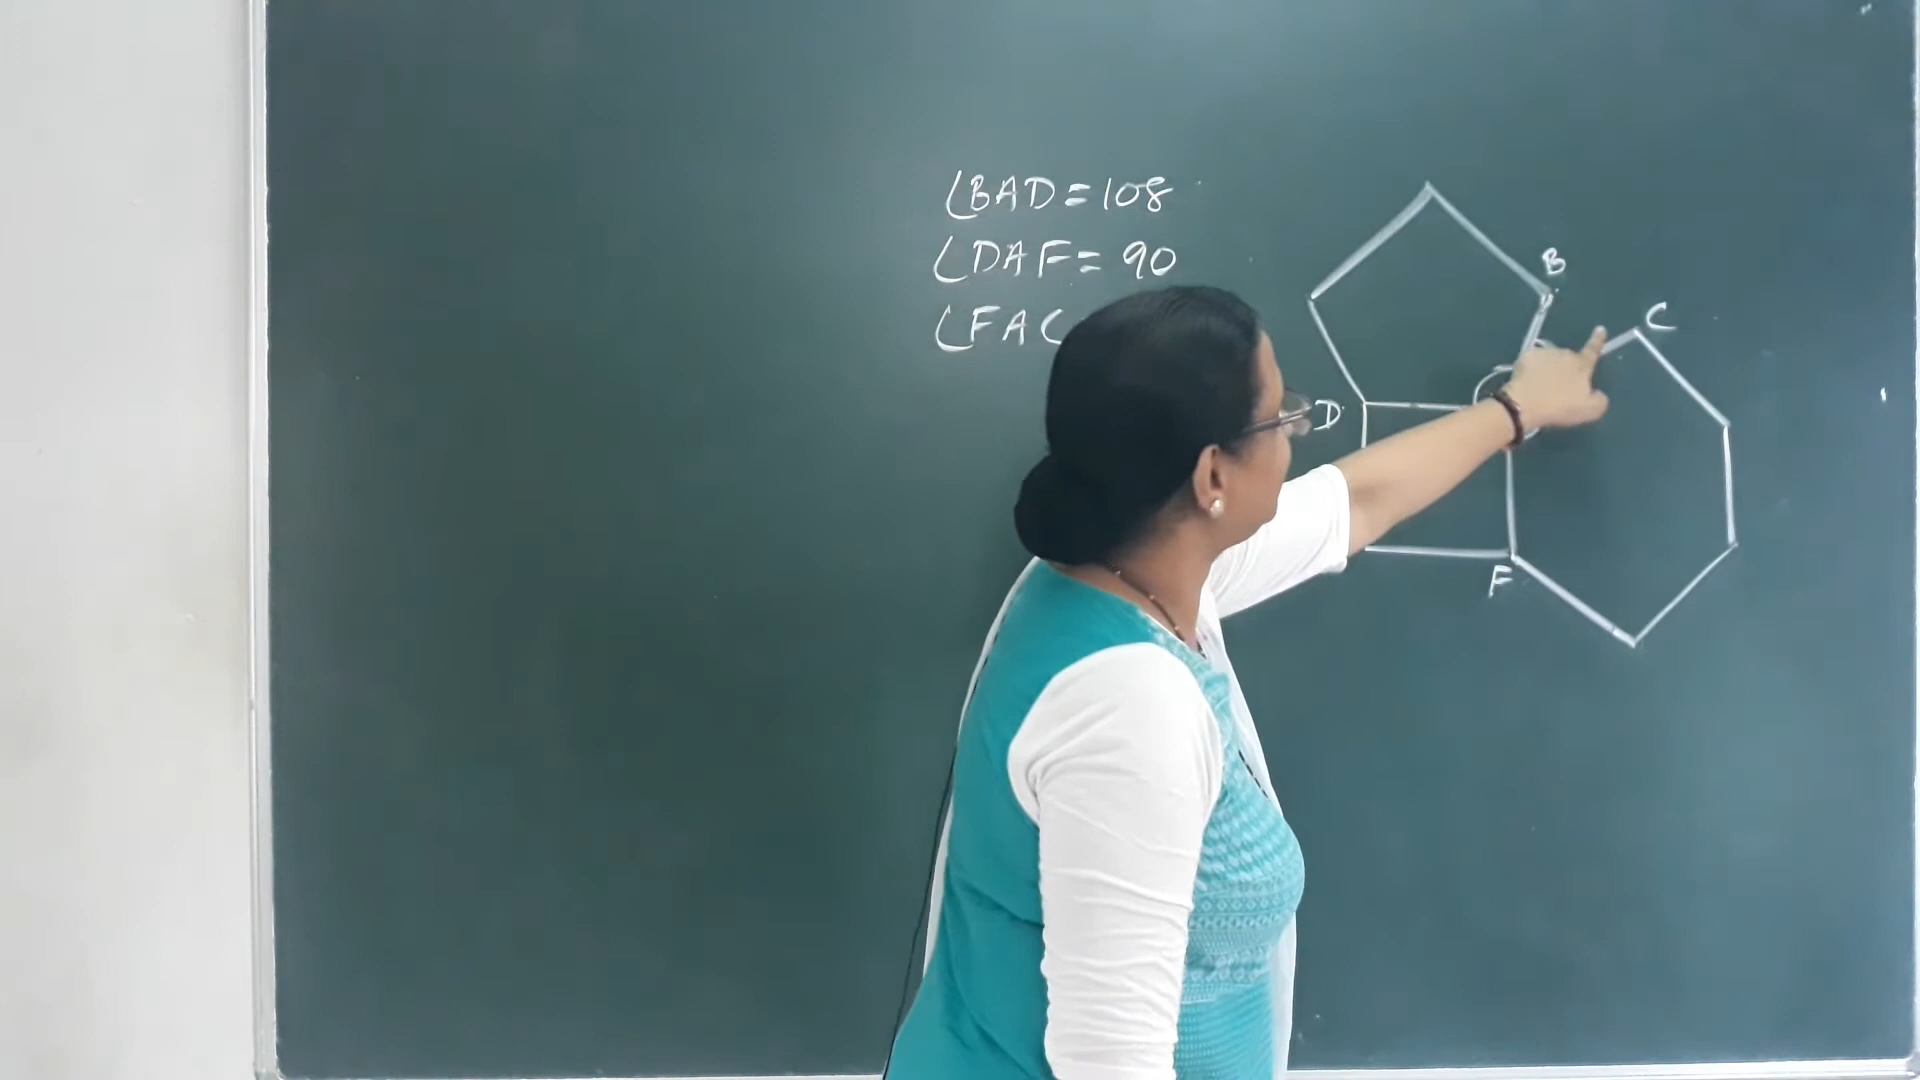 ∠BAD = 108
∠DAF = 90
∠FAC
B
C
D
F